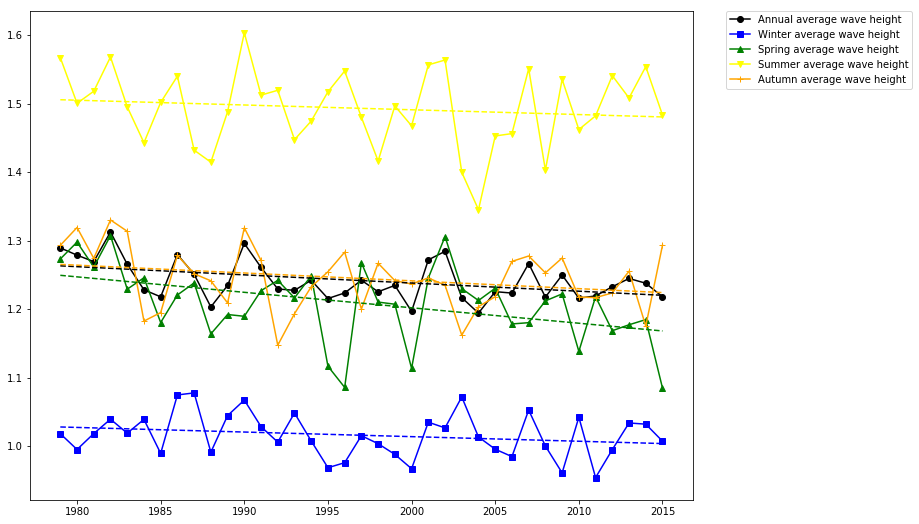 1.6
1.5
1.4
1.3
1.2
1.1
1.0
1980 1985 1990 1995 2000 2005 2010 2015
Annual average wave height
Winter average wave height
Spring average wave height
Summer average wave height
Autumn average wave height